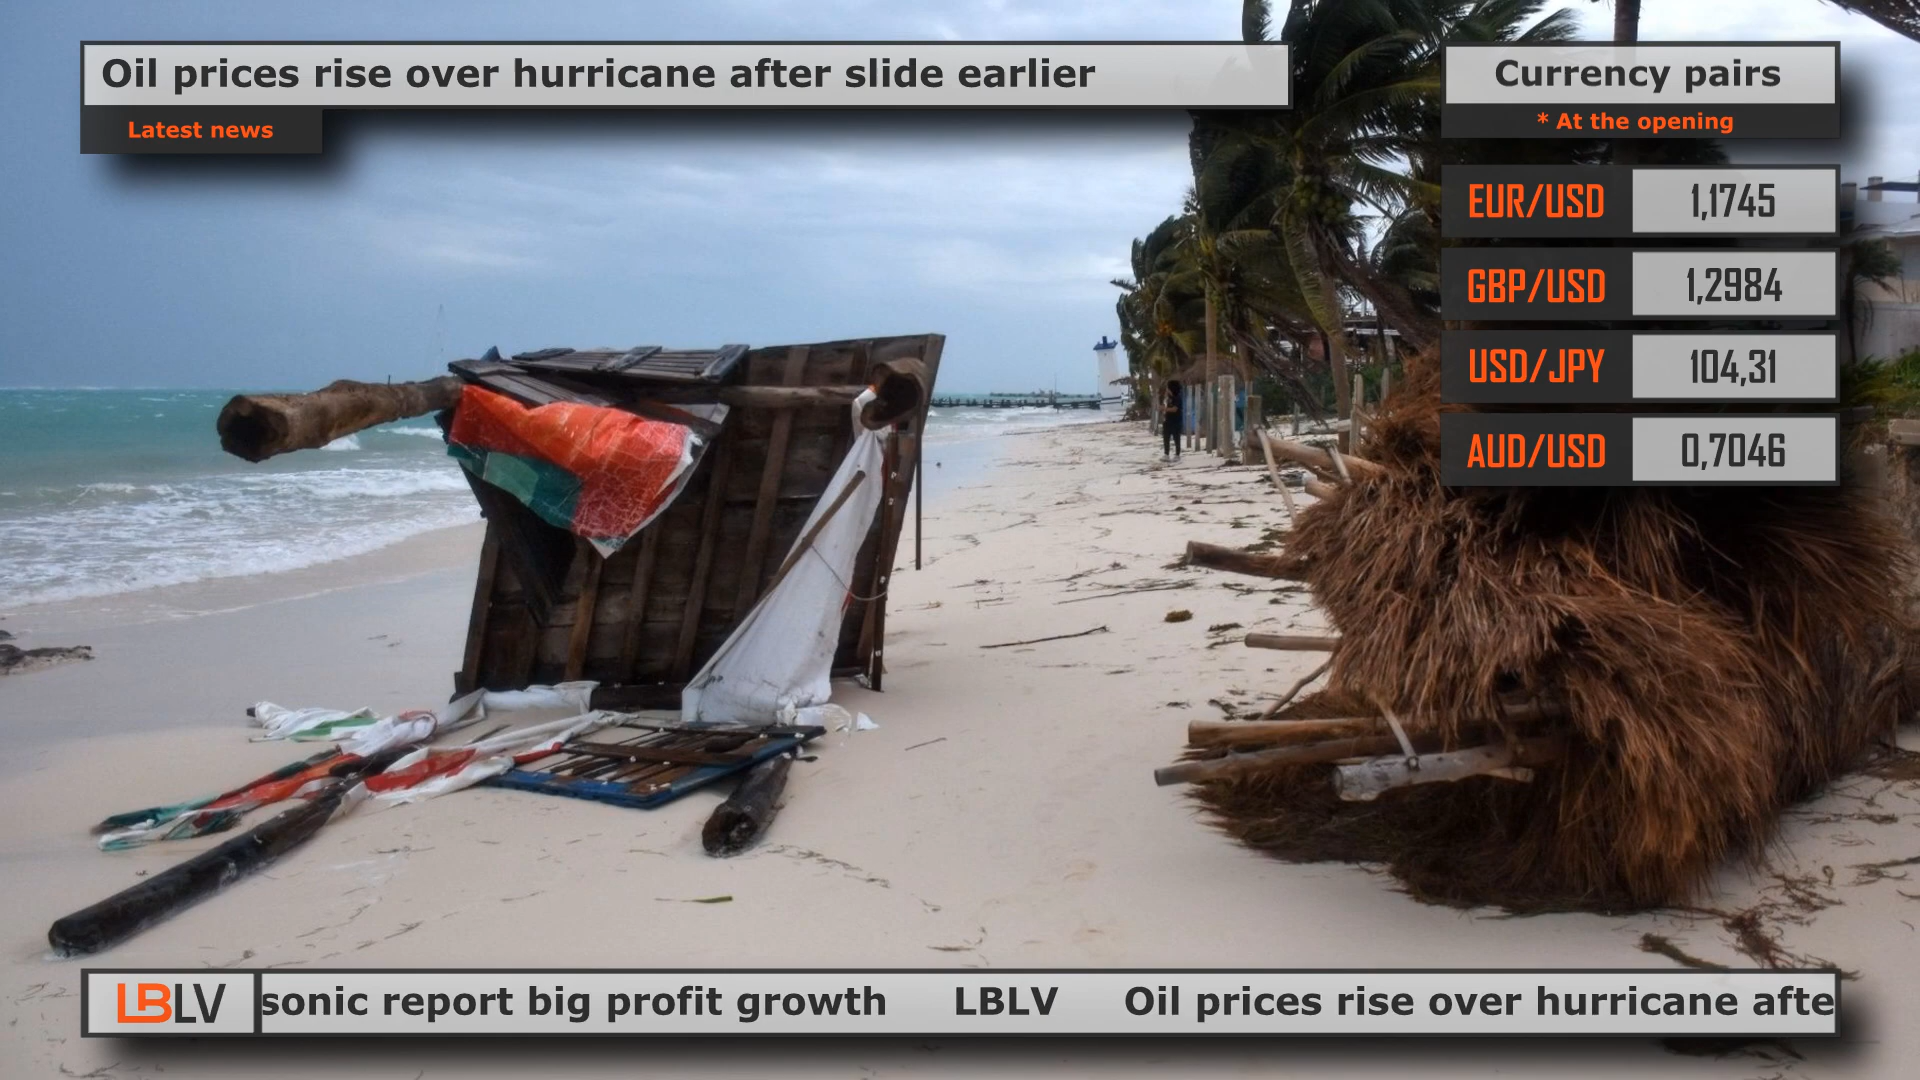 Oil prices rise over hurricane after slide earlier
Latest news
Currency pairs
* At the opening
EUR/USD 1,1745
GBP/USD 1,2984
USD/JPY 104,31
AUD/USD 0,7046
LBLV sonic report big profit growth LBLV Oil prices rise over hurricane afte